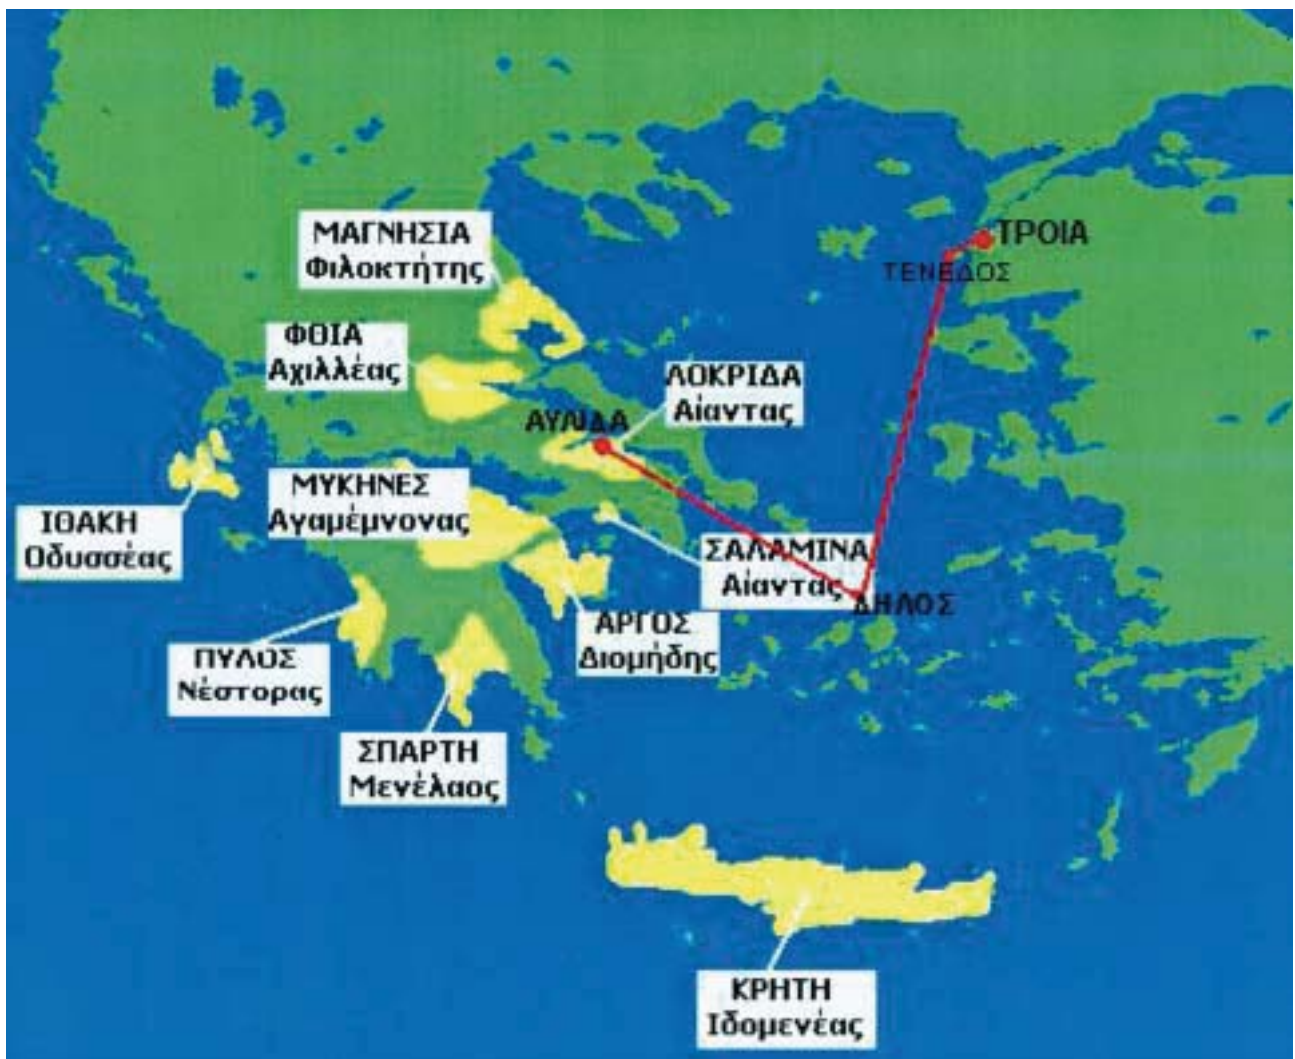 ΜΑΓΝΗΣΙΑ
Φιλοκτήτης
ΤΡΟΙΑ
ΤΕΝΕΔΟΣ
ΦΘΙΑ
Αχιλλέας
ΛΟΚΡΙΔΑ
Αίαντας
ΑΥΛΙΔΑ
ΜΥΚΗΝΕΣ
Αγαμέμνονας
ΙΘΑΚΗ
Οδυσσέας
ΣΑΛΑΜΙΝΑ
Αίαντας
ΔΗΛΟΣ
ΑΡΓΟΣ
Διομήδης
ΠΥΛΟΣ
Νέστορας
ΣΠΑΡΤΗ
Μενέλαος
ΚΡΗΤΗ
Ιδομενέας